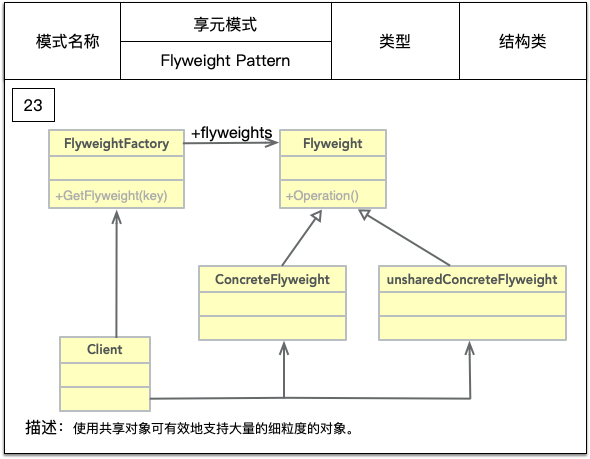 模式名称
享元模式
Flyweight Pattern
类型
结构类
23
FlyweightFactory
+flyweights
Flyweight
+GetFlyweight(key)
+Operation()
ConcreteFlyweight
unsharedConcreteFlyweight
Client
描述：使用共享对象可有效地支持大量的细粒度的对象。